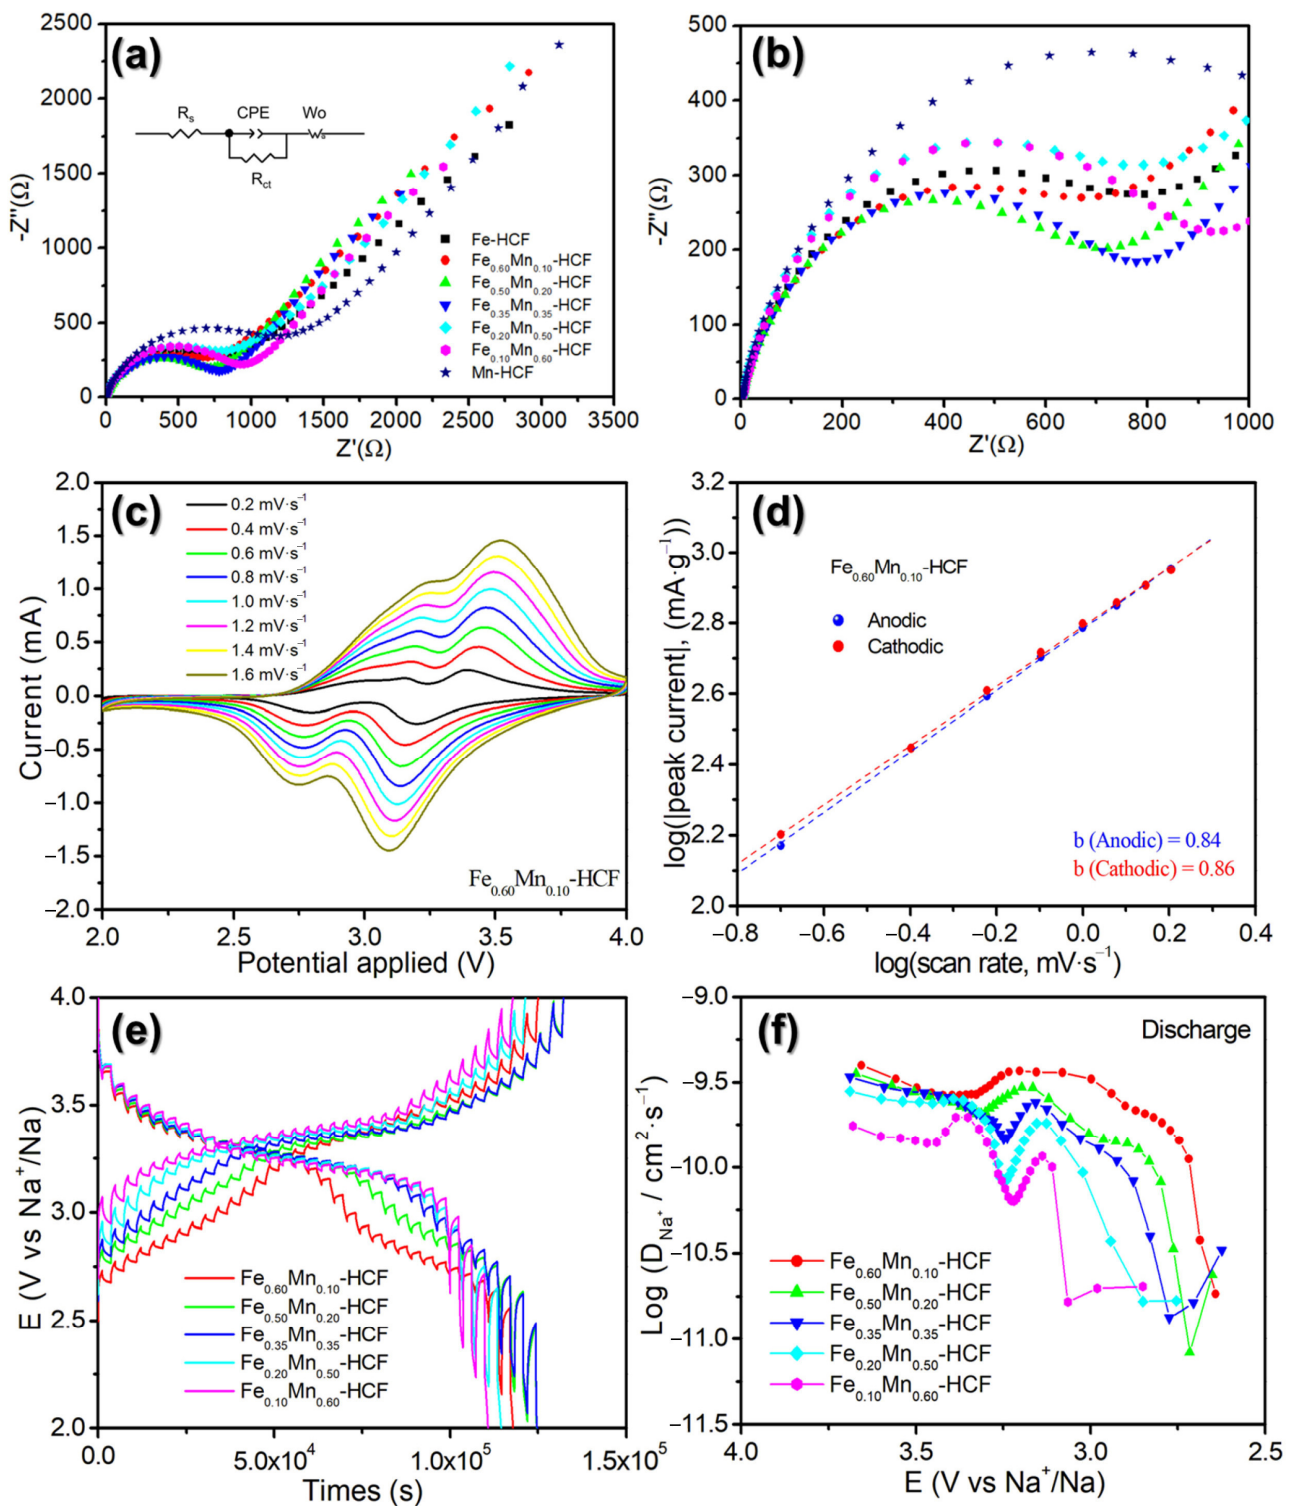 (a)
2500
2000
1500
1000
500
0
-Z''(Ω)
Rs CPE Wo
Rct
Fe-HCF
Fe0.60Mn0.10-HCF
Fe0.50Mn0.20-HCF
Fe0.35Mn0.35-HCF
Fe0.20Mn0.50-HCF
Fe0.10Mn0.60-HCF
Mn-HCF
0 500 1000 1500 2000 2500 3000 3500
Z'(Ω)
(b)
-500
400
300
200
100
0
-Z''(Ω)
0 200 400 600 800 1000
Z'(Ω)
(c)
2.0
1.5
1.0
0.5
0.0
−0.5
−1.0
−1.5
−2.0
Current (mA)
0.2 mV·s−1
0.4 mV·s−1
0.6 mV·s−1
0.8 mV·s−1
1.0 mV·s−1
1.2 mV·s−1
1.4 mV·s−1
1.6 mV·s−1
Fe0.60Mn0.10-HCF
2.0 2.5 3.0 3.5 4.0
Potential applied (V)
(d)
3.2
3.0
2.8
2.6
2.4
2.2
2.0
log(|peak current|, (mA·g−1))
Fe0.60Mn0.10-HCF
Anodic
Cathodic
b (Anodic) = 0.84
b (Cathodic) = 0.86
−0.8 −0.6 −0.4 −0.2 0.0 0.2 0.4
log(scan rate, mV·s−1)
(e)
4.0
3.5
3.0
2.5
2.0
E (V vs Na+/Na)
Fe0.60Mn0.10-HCF
Fe0.50Mn0.20-HCF
Fe0.35Mn0.35-HCF
Fe0.20Mn0.50-HCF
Fe0.10Mn0.60-HCF
0.0 5.0x10^4 1.0x10^5 1.5x10^5
Times (s)
(f)
−9.0
−9.5
−10.0
−10.5
−11.0
−11.5
Log (DNa+ / cm2·s−1)
Discharge
Fe0.60Mn0.10-HCF
Fe0.50Mn0.20-HCF
Fe0.35Mn0.35-HCF
Fe0.20Mn0.50-HCF
Fe0.10Mn0.60-HCF
4.0 3.5 3.0 2.5
E (V vs Na+/Na)